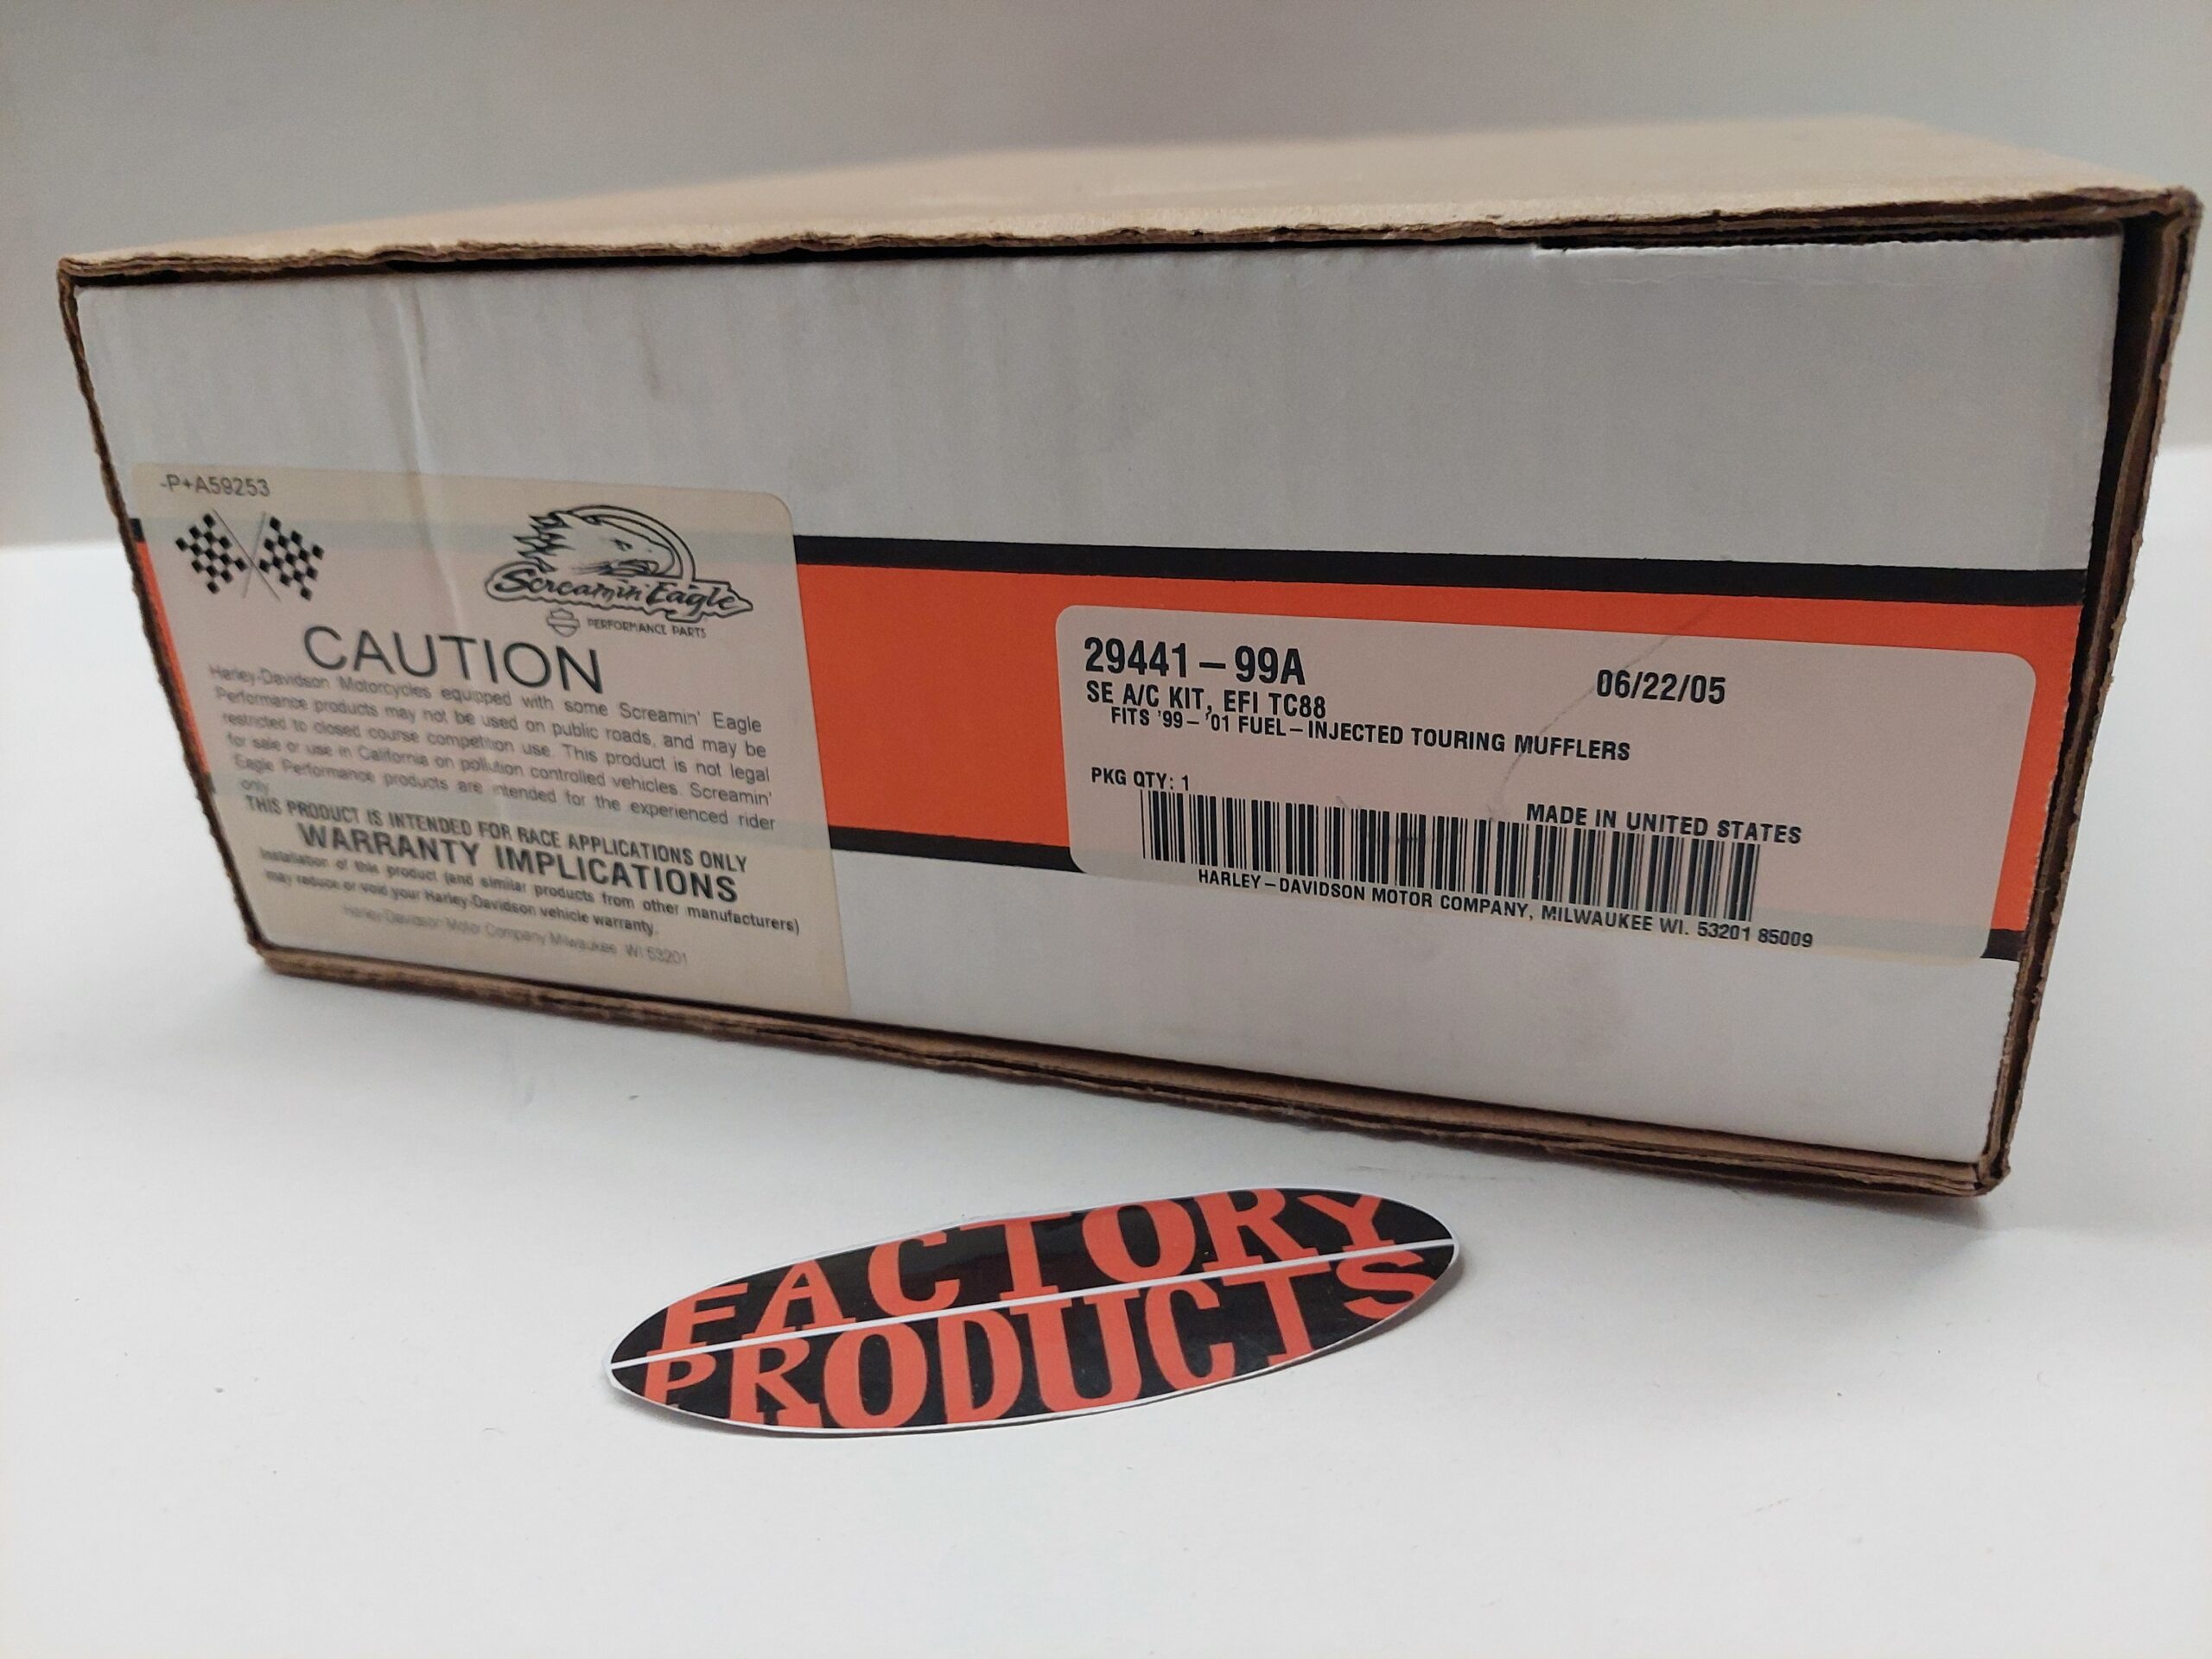 -P+A59253
Screamin' Eagle
PERFORMANCE PARTS
CAUTION
Harley-Davidson Motorcycles equipped with some Screamin' Eagle
Performance products may not be used on public roads, and may be
restricted to closed course competition use. This product is not legal
for sale or use in California on pollution controlled vehicles. Screamin'
Eagle Performance products are intended for the experienced rider
only.
THIS PRODUCT IS INTENDED FOR RACE APPLICATIONS ONLY
WARRANTY IMPLICATIONS
Installation of this product (and similar products from other manufacturers)
may reduce or void your Harley-Davidson vehicle warranty.
Harley-Davidson Motor Company Milwaukee WI 53201
29441-99A
06/22/05
SE A/C KIT, EFI TC88
FITS '99-'01 FUEL-INJECTED TOURING MUFFLERS
PKG QTY: 1
MADE IN UNITED STATES
HARLEY-DAVIDSON MOTOR COMPANY, MILWAUKEE WI. 53201 85009
FACTORY
PRODUCTS